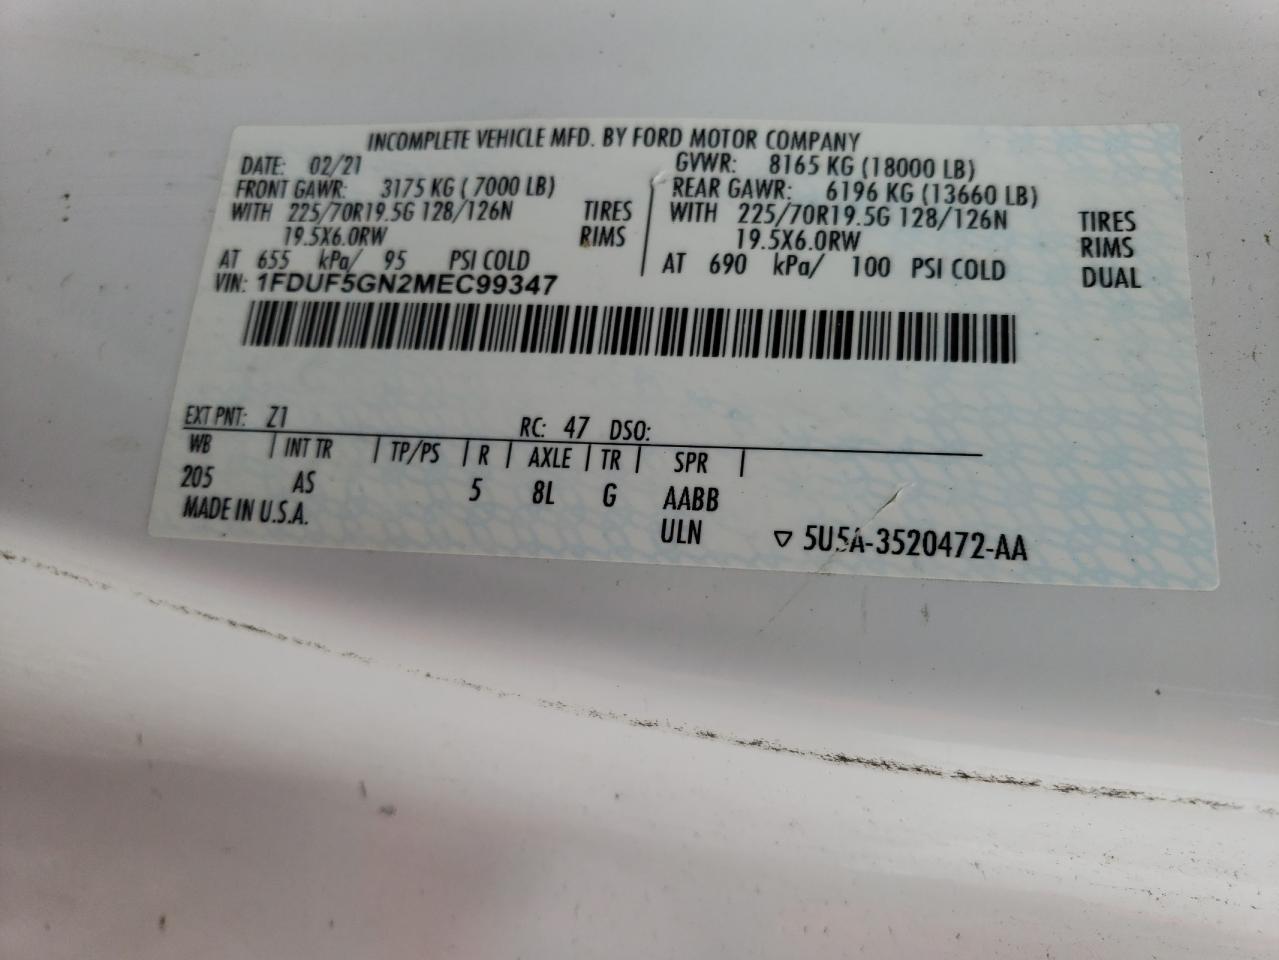 INCOMPLETE VEHICLE MFD. BY FORD MOTOR COMPANY
DATE: 02/21 GVWR: 8165 KG (18000 LB)
FRONT GAWR: 3175 KG (7000 LB) REAR GAWR: 6196 KG (13660 LB)
WITH 225/70R19.5G 128/126N TIRES WITH 225/70R19.5G 128/126N TIRES
19.5X6.0RW RIMS 19.5X6.0RW RIMS
AT 655 kPa/ 95 PSI COLD AT 690 kPa/ 100 PSI COLD DUAL
VIN: 1FDUF5GN2MEC99347
EXT PNT: Z1 RC: 47 DSO:
WB INT TR TP/PS R AXLE TR SPR
205 AS 5 8L G AABB
MADE IN U.S.A. ULN ▽ 5U5A-3520472-AA